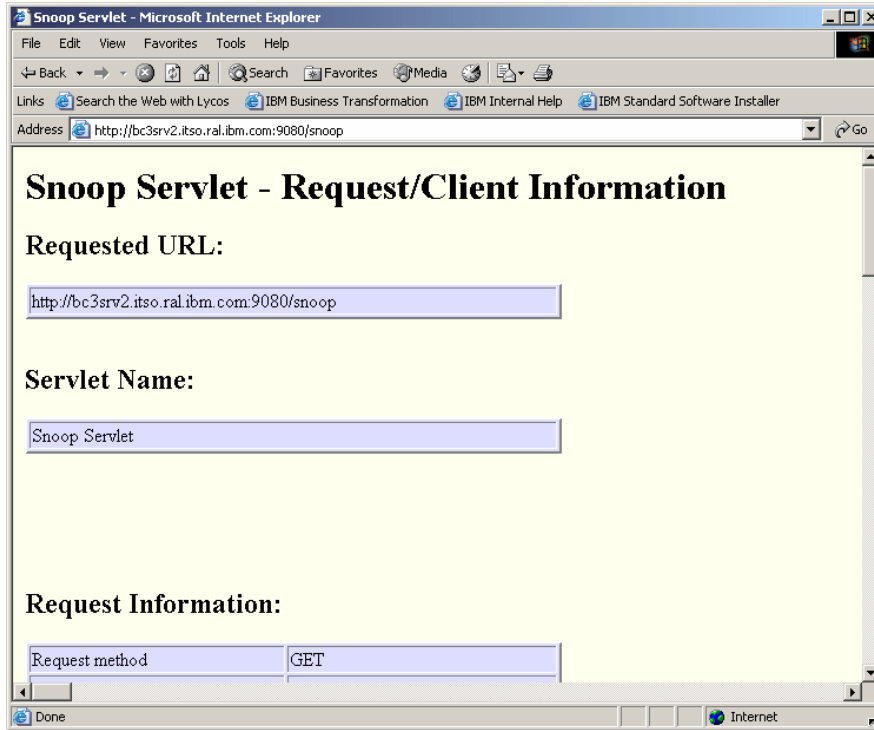 Snoop Servlet - Microsoft Internet Explorer
File Edit View Favorites Tools Help
Back Search Favorites Media
Links Search the Web with Lycos IBM Business Transformation IBM Internal Help IBM Standard Software Installer
Address http://bc3srv2.itso.ral.ibm.com:9080/snoop Go
Snoop Servlet - Request/Client Information
Requested URL:
http://bc3srv2.itso.ral.ibm.com:9080/snoop
Servlet Name:
Snoop Servlet
Request Information:
Request method GET
Done Internet